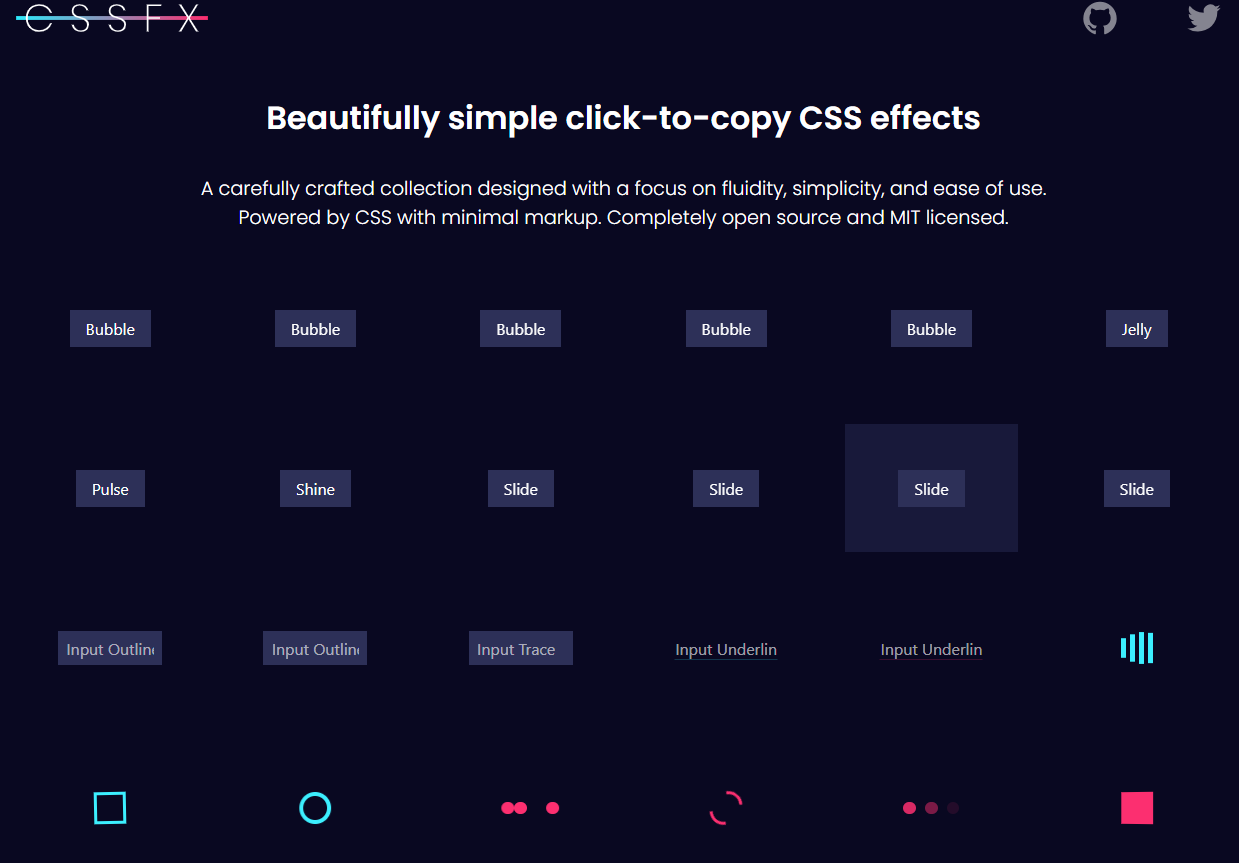 CSSFX
Beautifully simple click-to-copy CSS effects
A carefully crafted collection designed with a focus on fluidity, simplicity, and ease of use.
Powered by CSS with minimal markup. Completely open source and MIT licensed.
Bubble Bubble Bubble Bubble Bubble Jelly
Pulse Shine Slide Slide Slide Slide
Input Outline Input Outline Input Trace Input Underlin Input Underlin